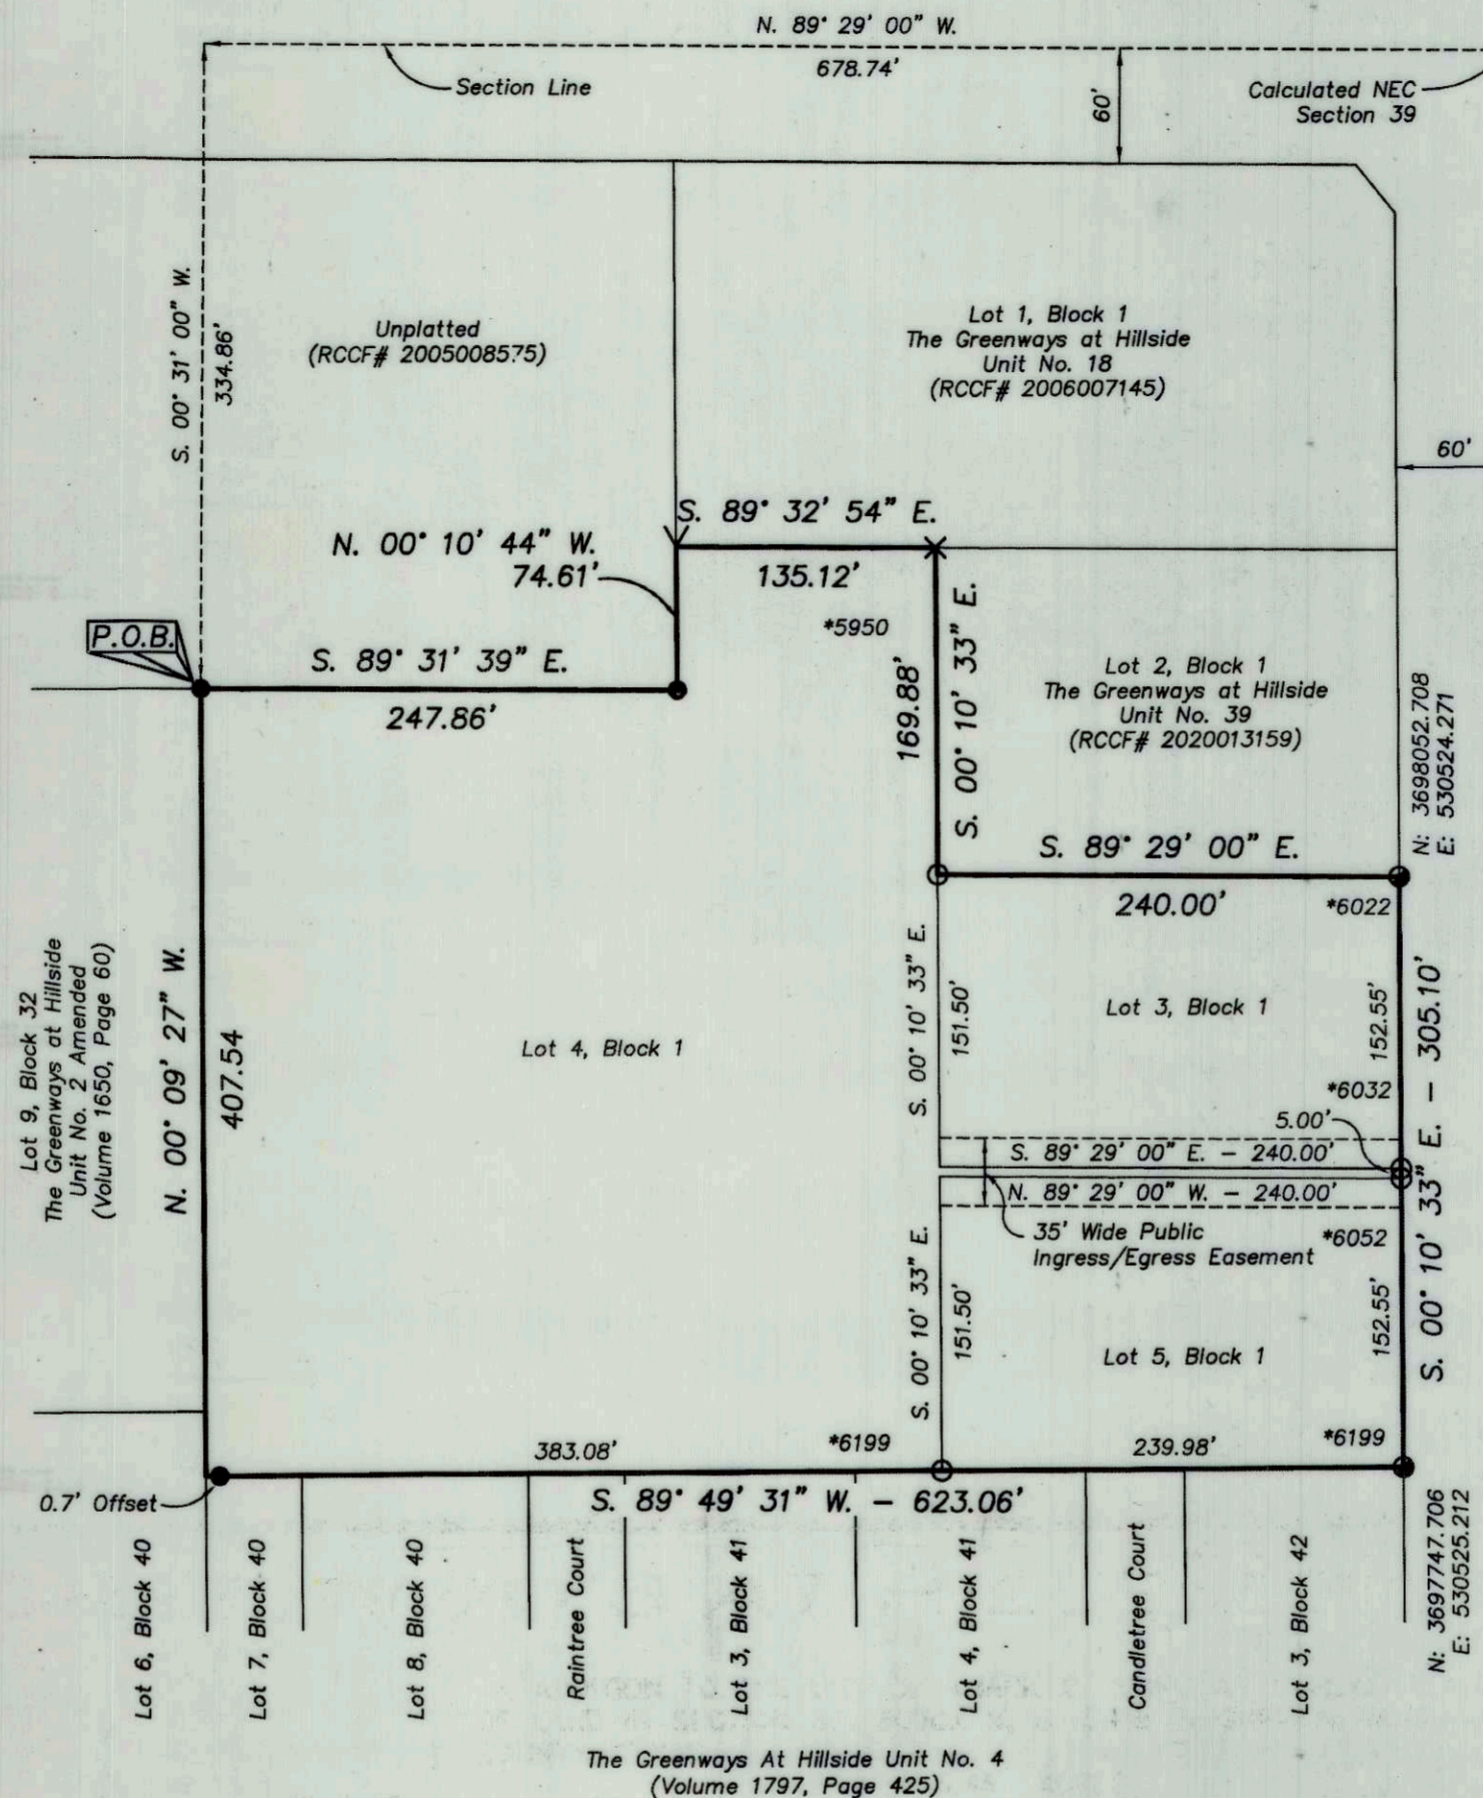 N. 89° 29' 00" W.
678.74'
Section Line
60'
Calculated NEC
Section 39
S. 00° 31' 00" W.
334.86'
Unplatted
(RCCF# 2005008575)
Lot 1, Block 1
The Greenways at Hillside
Unit No. 18
(RCCF# 2006007145)
60'
S. 89° 32' 54" E.
135.12'
N. 00° 10' 44" W.
74.61'
*5950
P.O.B.
S. 89° 31' 39" E.
247.86'
169.88'
S. 00° 10' 33" E.
Lot 2, Block 1
The Greenways at Hillside
Unit No. 39
(RCCF# 2020013159)
N: 3698052.708
E: 530524.271
S. 89° 29' 00" E.
240.00'
*6022
Lot 9, Block 32
The Greenways at Hillside
Unit No. 2 Amended
(Volume 1650, Page 60)
N. 00° 09' 27" W.
407.54
Lot 4, Block 1
S. 00° 10' 33" E.
151.50'
Lot 3, Block 1
152.55'
S. 00° 10' 33" E. - 305.10'
*6032
5.00'
S. 89° 29' 00" E. - 240.00'
N. 89° 29' 00" W. - 240.00'
35' Wide Public
Ingress/Egress Easement
*6052
S. 00° 10' 33" E.
151.50'
Lot 5, Block 1
152.55'
383.08'
*6199
239.98'
*6199
0.7' Offset
S. 89° 49' 31" W. - 623.06'
N: 3697747.706
E: 530525.212
Lot 6, Block 40
Lot 7, Block 40
Lot 8, Block 40
Raintree Court
Lot 3, Block 41
Lot 4, Block 41
Candletree Court
Lot 3, Block 42
The Greenways At Hillside Unit No. 4
(Volume 1797, Page 425)